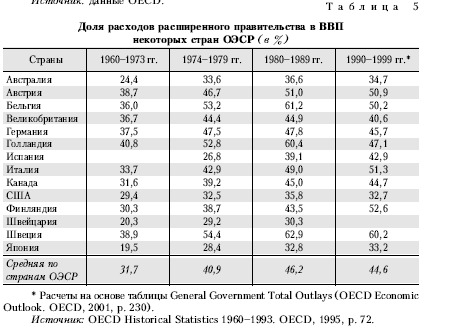 Источник: данные OECD.
Таблица 5
Доля расходов расширенного правительства в ВВП
некоторых стран ОЭСР (в %)
Страны 1960–1973 гг. 1974–1979 гг. 1980–1989 гг. 1990–1999 гг.*
Австралия 24,4 33,6 36,6 34,7
Австрия 38,7 46,7 51,0 50,9
Бельгия 36,0 53,2 61,2 50,2
Великобритания 36,7 44,4 44,9 40,6
Германия 37,5 47,5 47,8 45,7
Голландия 40,8 52,8 60,4 47,1
Испания 26,8 39,1 42,9
Италия 33,7 42,9 49,0 51,3
Канада 31,6 39,2 45,0 44,7
США 29,4 32,5 35,8 32,7
Финляндия 30,3 38,7 43,5 52,6
Швейцария 20,3 29,2 30,3
Швеция 38,9 54,4 62,9 60,2
Япония 19,5 28,4 32,8 33,2
Средняя по
странам ОЭСР 31,7 40,9 46,2 44,6
* Расчеты на основе таблицы General Government Total Outlays (OECD Economic
Outlook. OECD, 2001, p. 230).
Источник: OECD Historical Statistics 1960–1993. OECD, 1995, p. 72.